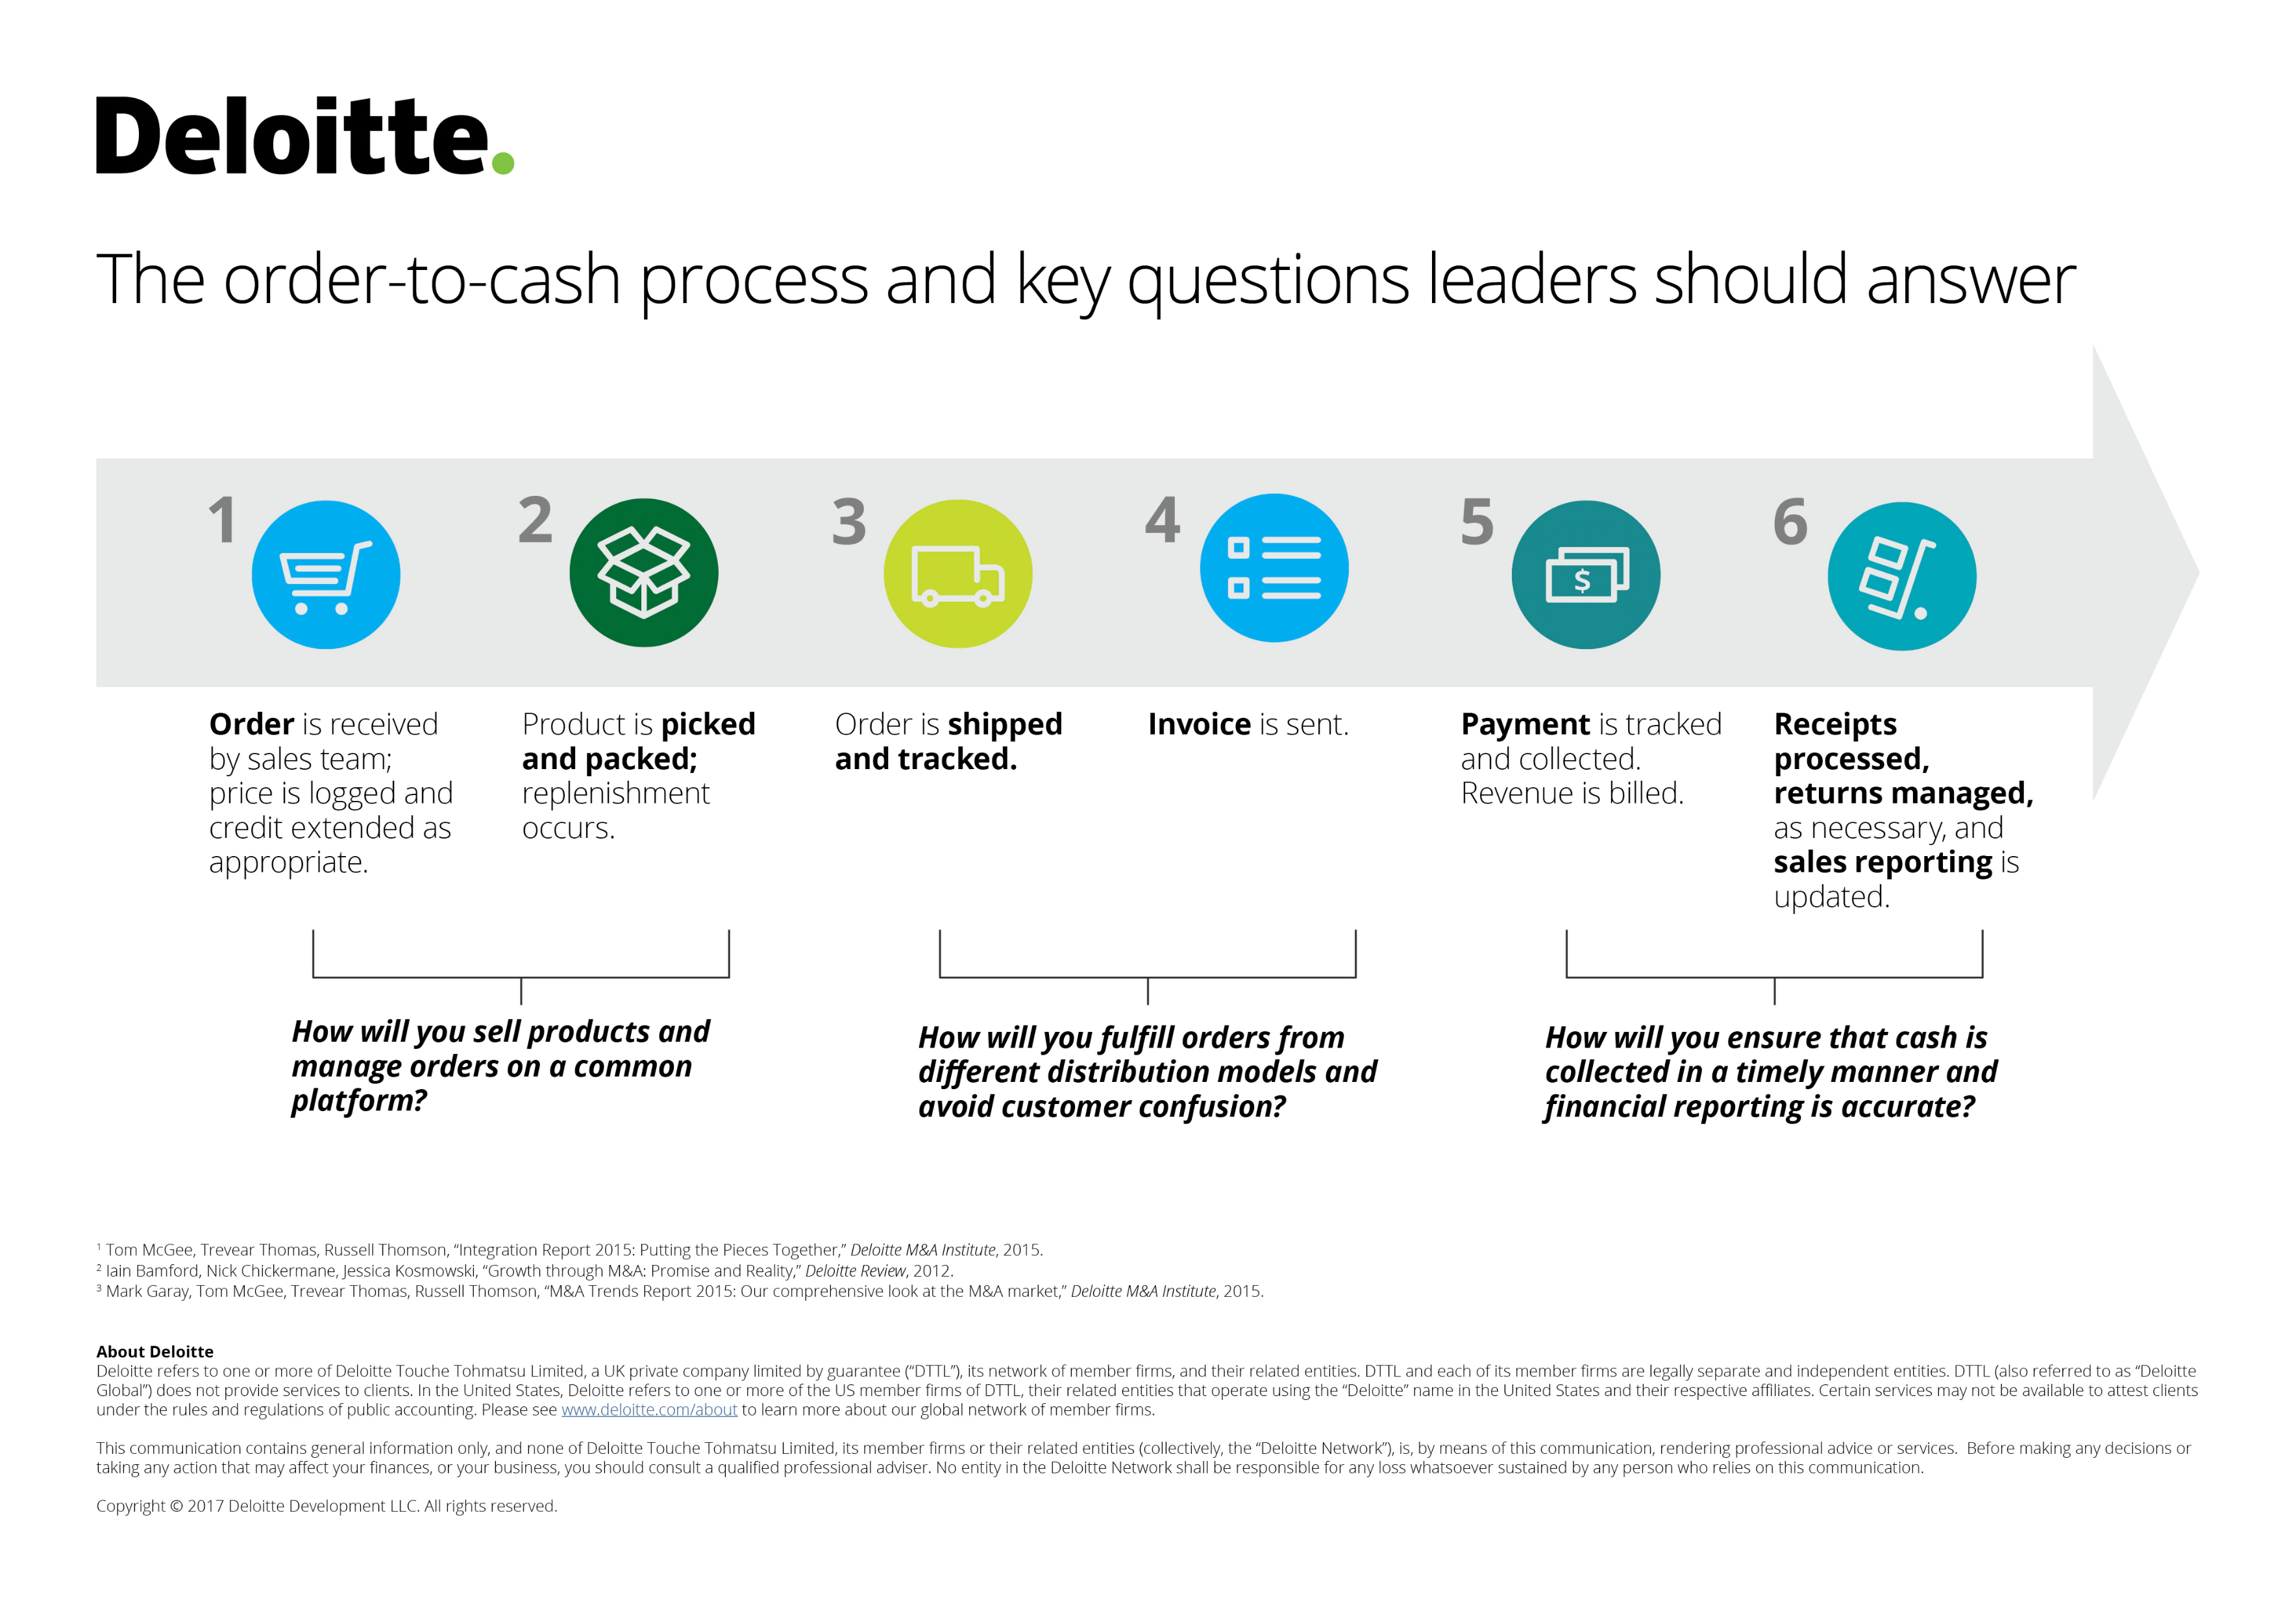 Deloitte.
The order-to-cash process and key questions leaders should answer
1
2
3
4
5
$
6
Order is received
by sales team;
price is logged and
credit extended as
appropriate.
Product is picked
and packed;
replenishment
occurs.
Order is shipped
and tracked.
Invoice is sent.
Payment is tracked
and collected.
Revenue is billed.
Receipts
processed,
returns managed,
as necessary, and
sales reporting is
updated.
How will you sell products and
manage orders on a common
platform?
How will you fulfill orders from
different distribution models and
avoid customer confusion?
How will you ensure that cash is
collected in a timely manner and
financial reporting is accurate?
1 Tom McGee, Trevear Thomas, Russell Thomson, “Integration Report 2015: Putting the Pieces Together,” Deloitte M&A Institute, 2015.
2 Iain Bamford, Nick Chickermane, Jessica Kosmowski, “Growth through M&A: Promise and Reality,” Deloitte Review, 2012.
3 Mark Garay, Tom McGee, Trevear Thomas, Russell Thomson, “M&A Trends Report 2015: Our comprehensive look at the M&A market,” Deloitte M&A Institute, 2015.
About Deloitte
Deloitte refers to one or more of Deloitte Touche Tohmatsu Limited, a UK private company limited by guarantee (“DTTL”), its network of member firms, and their related entities. DTTL and each of its member firms are legally separate and independent entities. DTTL (also referred to as “Deloitte
Global”) does not provide services to clients. In the United States, Deloitte refers to one or more of the US member firms of DTTL, their related entities that operate using the “Deloitte” name in the United States and their respective affiliates. Certain services may not be available to attest clients
under the rules and regulations of public accounting. Please see www.deloitte.com/about to learn more about our global network of member firms.
This communication contains general information only, and none of Deloitte Touche Tohmatsu Limited, its member firms or their related entities (collectively, the “Deloitte Network”), is, by means of this communication, rendering professional advice or services.  Before making any decisions or
taking any action that may affect your finances, or your business, you should consult a qualified professional adviser. No entity in the Deloitte Network shall be responsible for any loss whatsoever sustained by any person who relies on this communication.
Copyright © 2017 Deloitte Development LLC. All rights reserved.